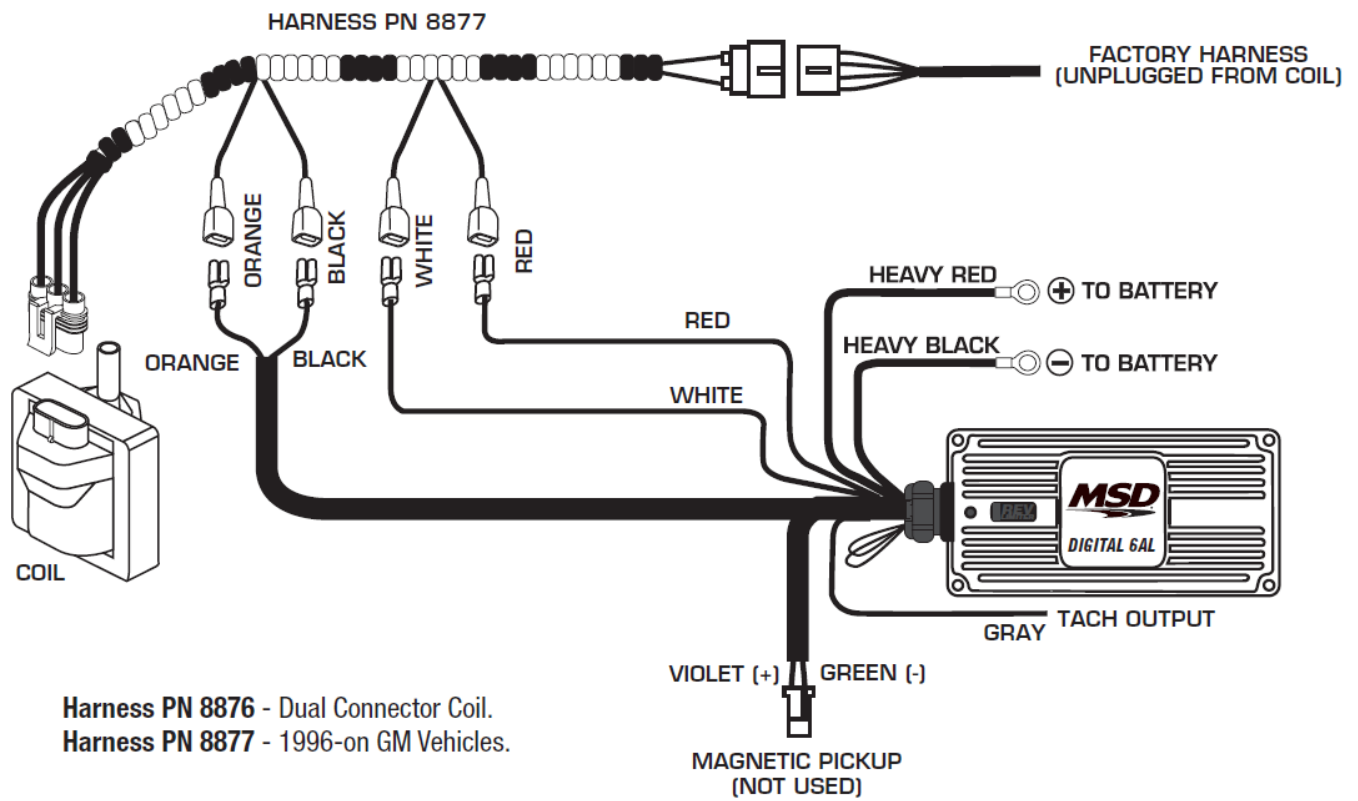 HARNESS PN 8877
FACTORY HARNESS
(UNPLUGGED FROM COIL)
ORANGE
BLACK
WHITE
RED
HEAVY RED
+ TO BATTERY
RED
HEAVY BLACK
- TO BATTERY
ORANGE
BLACK
WHITE
MSD
REV
DIGITAL 6AL
COIL
TACH OUTPUT
GRAY
VIOLET (+)
GREEN (-)
Harness PN 8876 - Dual Connector Coil.
Harness PN 8877 - 1996-on GM Vehicles.
MAGNETIC PICKUP
(NOT USED)